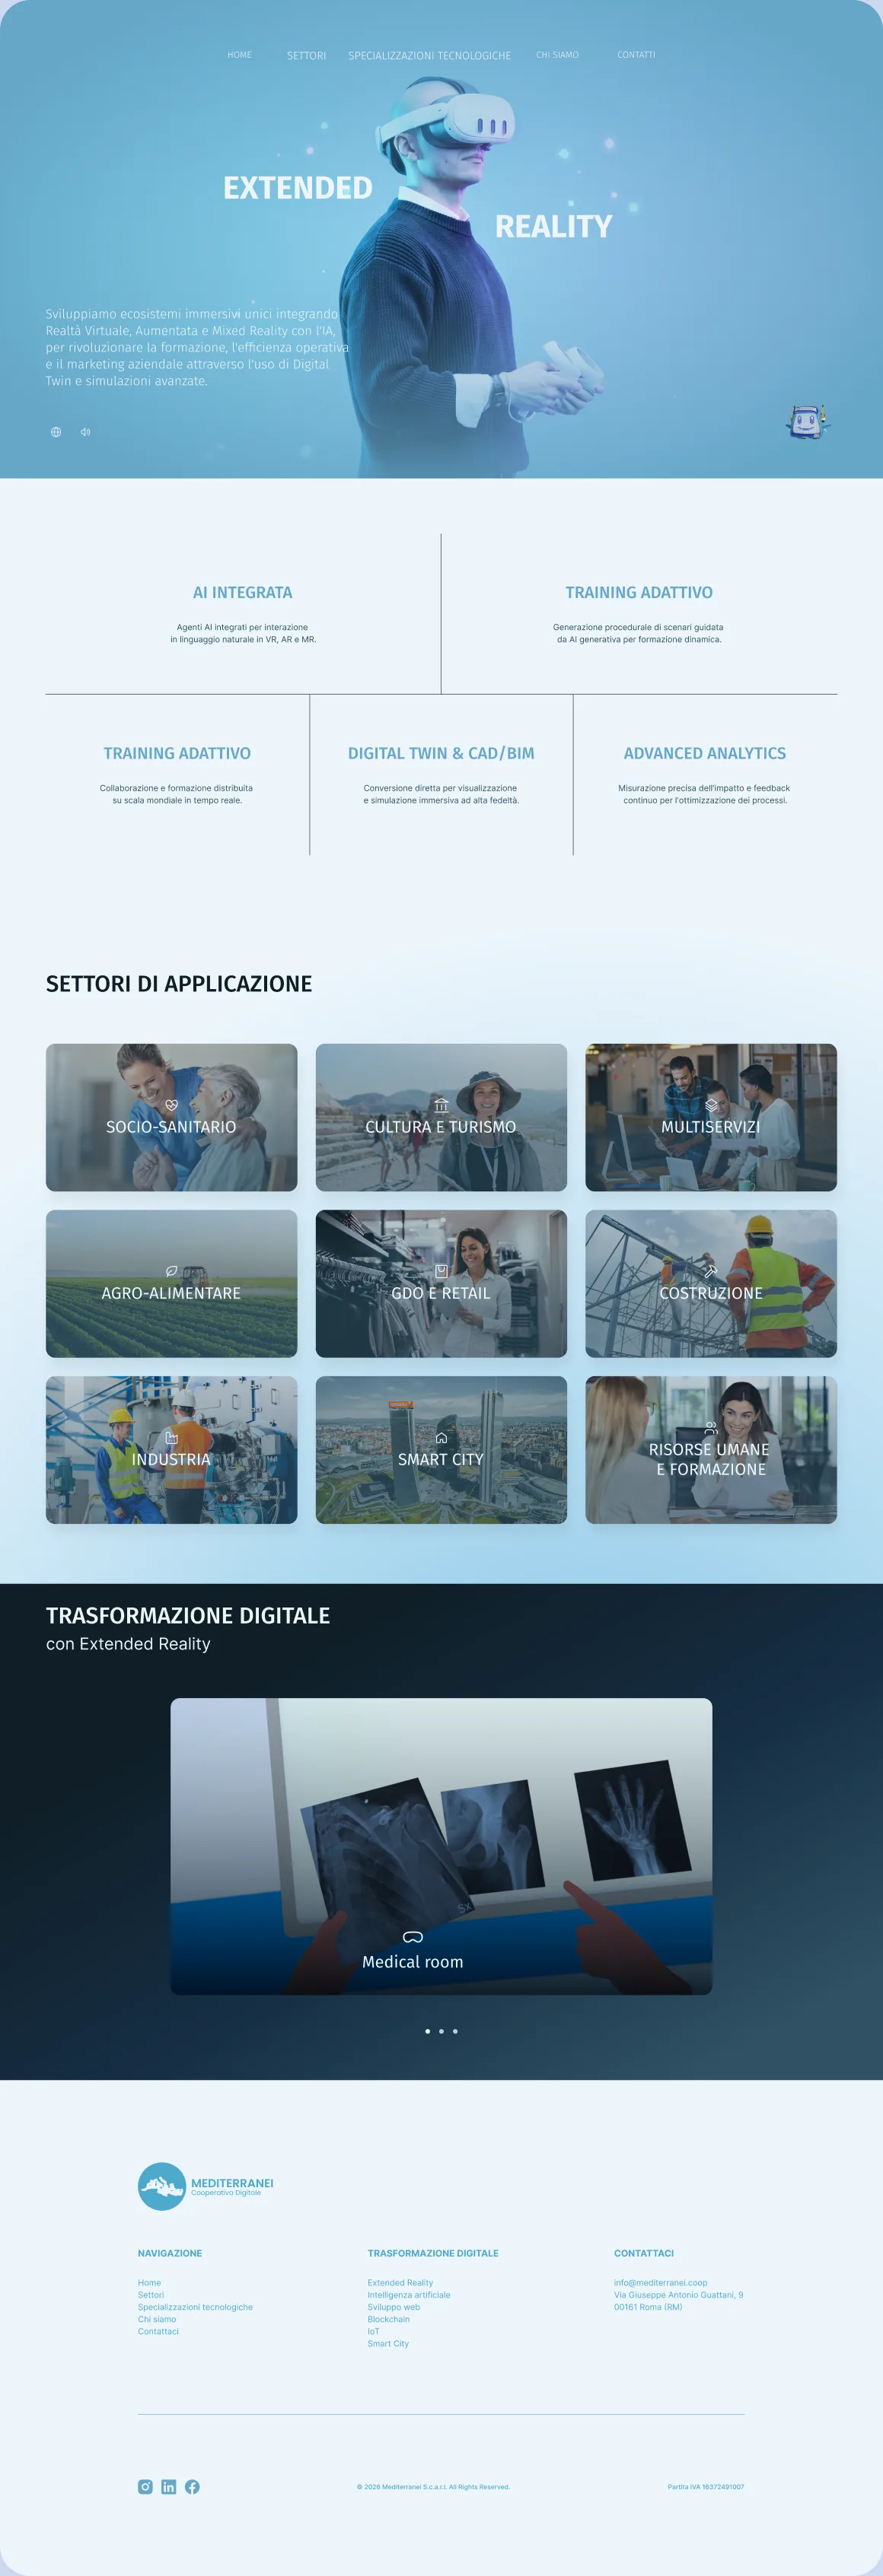 HOME
SETTORI
SPECIALIZZAZIONI TECNOLOGICHE
CHI SIAMO
CONTATTI
EXTENDED
REALITY
Sviluppiamo ecosistemi immersivi unici integrando
Realtà Virtuale, Aumentata e Mixed Reality con l'IA,
per rivoluzionare la formazione, l'efficienza operativa
e il marketing aziendale attraverso l'uso di Digital
Twin e simulazioni avanzate.
AI INTEGRATA
Agenti AI integrati per interazione
in linguaggio naturale in VR, AR e MR.
TRAINING ADATTIVO
Generazione procedurale di scenari guidata
da AI generativa per formazione dinamica.
TRAINING ADATTIVO
Collaborazione e formazione distribuita
su scala mondiale in tempo reale.
DIGITAL TWIN & CAD/BIM
Conversione diretta per visualizzazione
e simulazione immersiva ad alta fedeltà.
ADVANCED ANALYTICS
Misurazione precisa dell'impatto e feedback
continuo per l'ottimizzazione dei processi.
SETTORI DI APPLICAZIONE
SOCIO-SANITARIO
CULTURA E TURISMO
MULTISERVIZI
AGRO-ALIMENTARE
GDO E RETAIL
COSTRUZIONE
INDUSTRIA
SMART CITY
RISORSE UMANE
E FORMAZIONE
TRASFORMAZIONE DIGITALE
con Extended Reality
Medical room
MEDITERRANEI
Cooperativa Digitale
NAVIGAZIONE
Home
Settori
Specializzazioni tecnologiche
Chi siamo
Contattaci
TRASFORMAZIONE DIGITALE
Extended Reality
Intelligenza artificiale
Sviluppo web
Blockchain
IoT
Smart City
CONTATTACI
info@mediterranei.coop
Via Giuseppe Antonio Guattani, 9
00161 Roma (RM)
© 2026 Mediterranei S.c.a.r.l. All Rights Reserved.
Partita IVA 16372491007